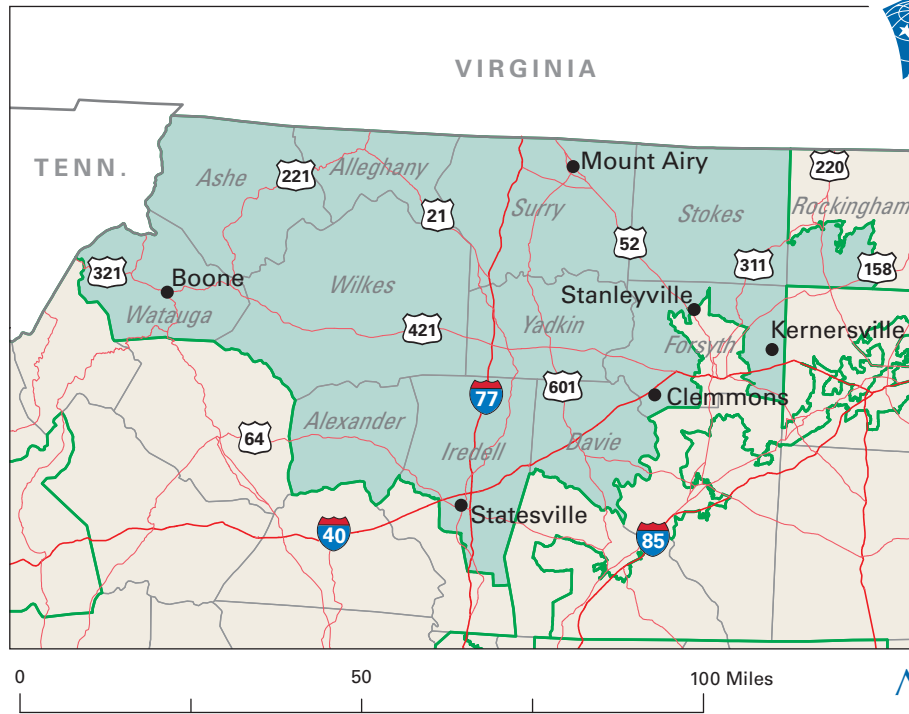 VIRGINIA
TENN.
Ashe
221
Alleghany
Mount Airy
220
21
Surry
Stokes
Rockingham
52
321
Boone
311
158
Wilkes
Stanleyville
Watauga
421
Yadkin
Forsyth
Kernersville
77
601
Clemmons
Alexander
64
Iredell
Davie
Statesville
40
85
0
50
100 Miles